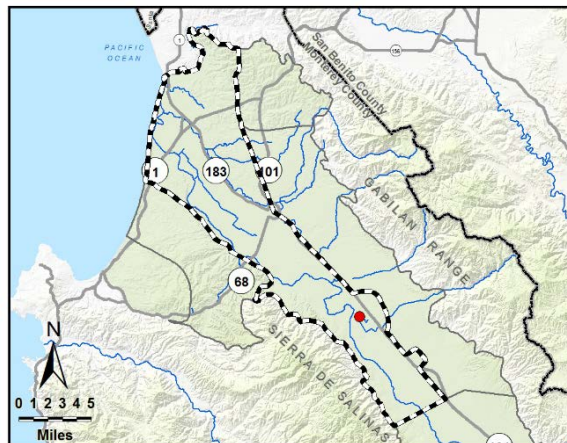 1
156
PACIFIC
OCEAN
San Benito County
Monterey County
183
101
1
GABILAN RANGE
68
SIERRA DE SALINAS
N
0 1 2 3 4 5
Miles